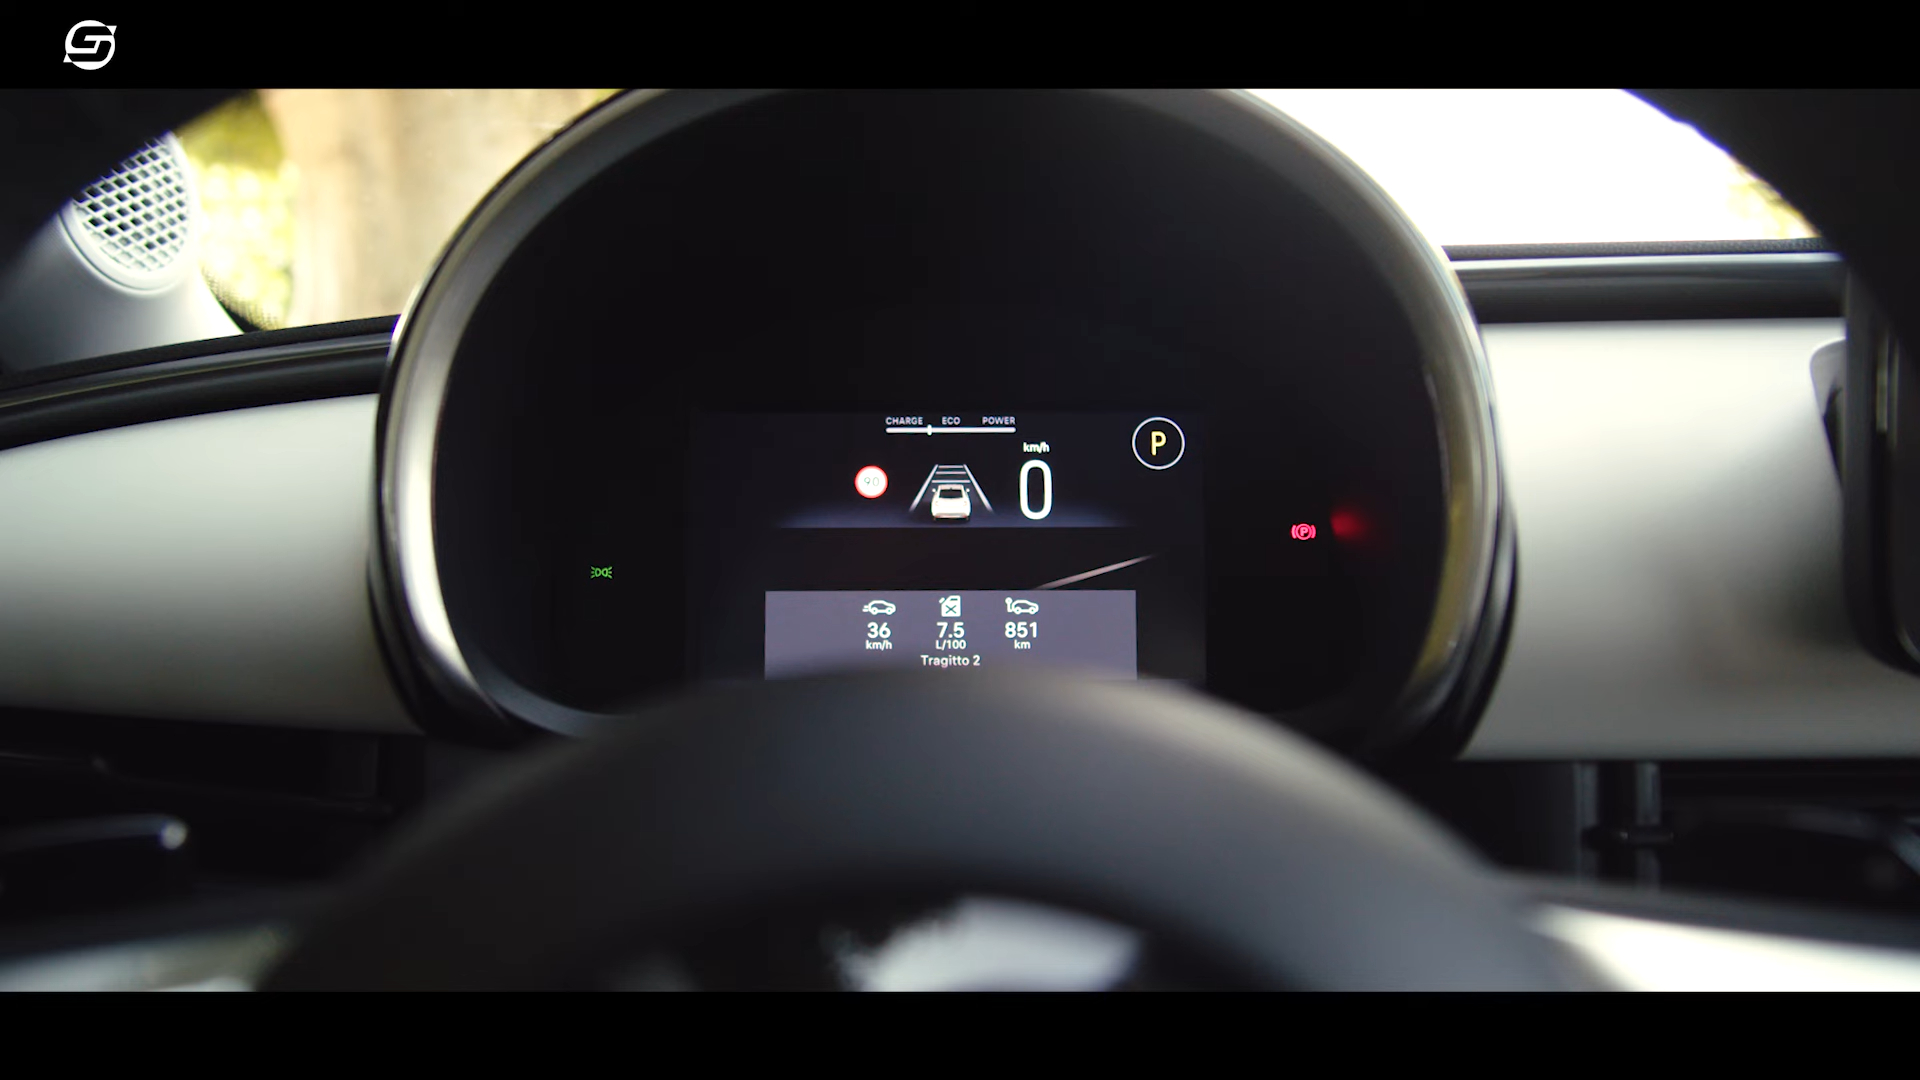 CHARGE ECO POWER
km/h
P
90
0
P
36 7.5 851
km/h L/100 km
Tragitto 2